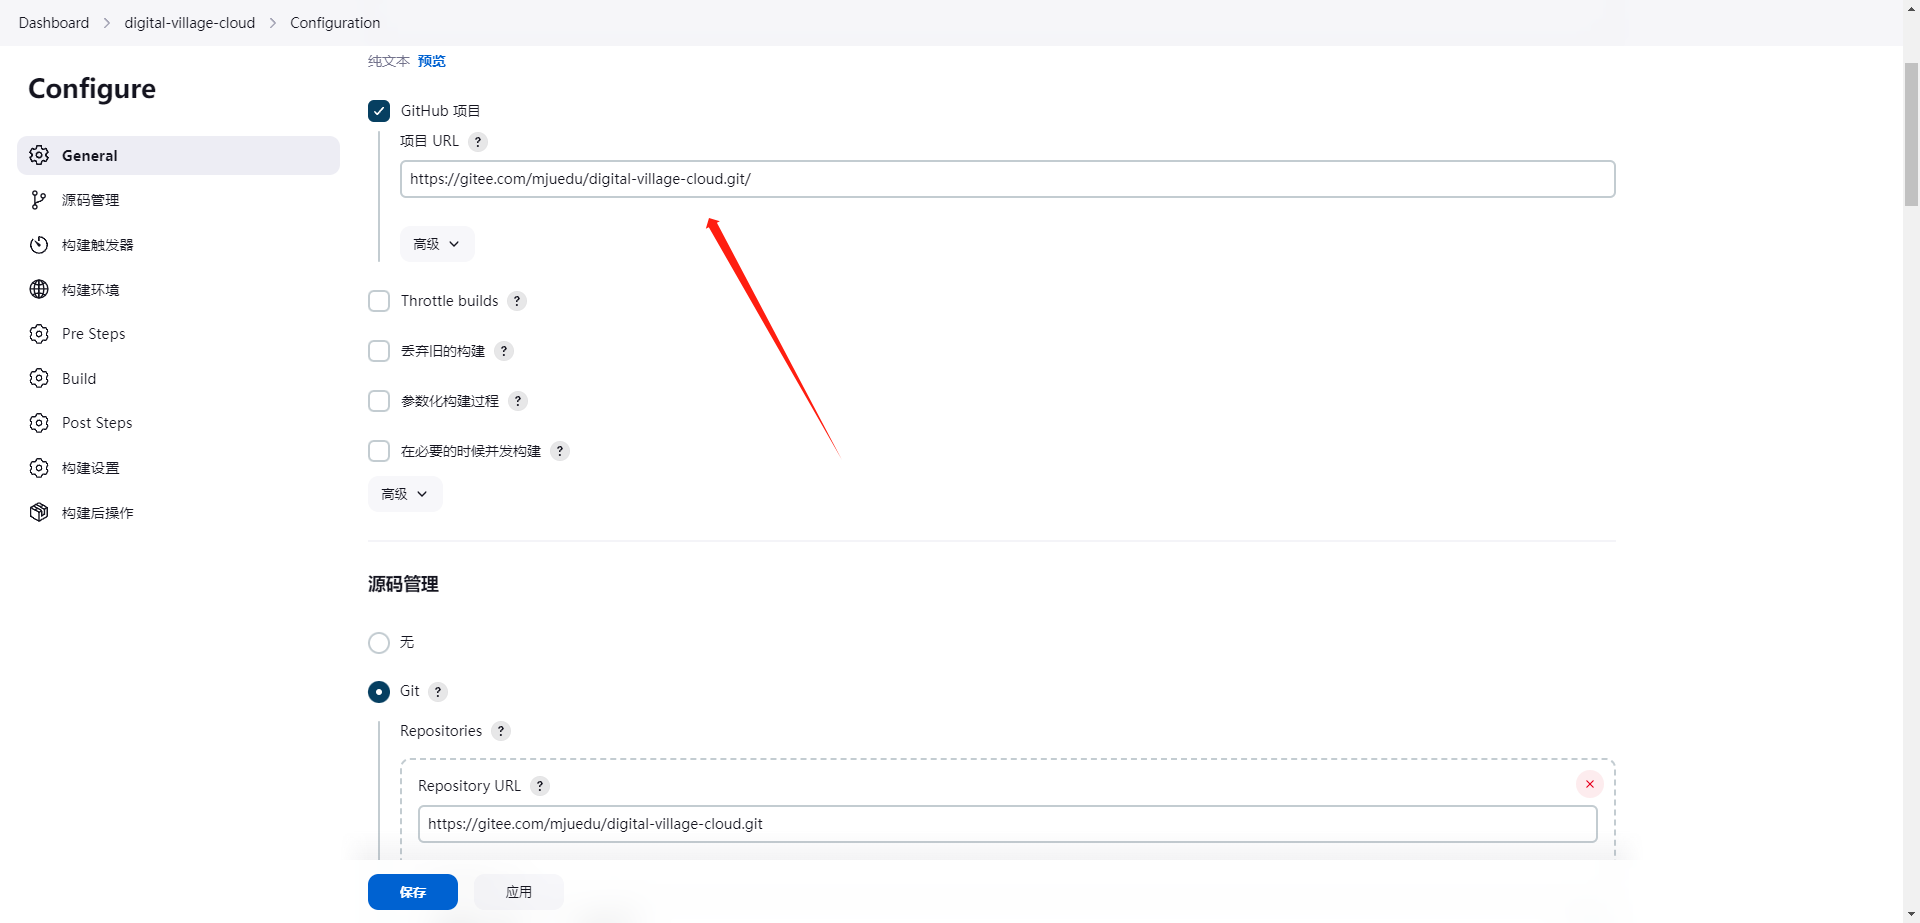 Dashboard > digital-village-cloud > Configuration
Configure
General
源码管理
构建触发器
构建环境
Pre Steps
Build
Post Steps
构建设置
构建后操作
纯文本 预览
GitHub 项目
项目 URL ?
https://gitee.com/mjuedu/digital-village-cloud.git/
高级
Throttle builds ?
丢弃旧的构建 ?
参数化构建过程 ?
在必要的时候并发构建 ?
高级
源码管理
无
Git ?
Repositories ?
Repository URL ?
https://gitee.com/mjuedu/digital-village-cloud.git
保存 应用